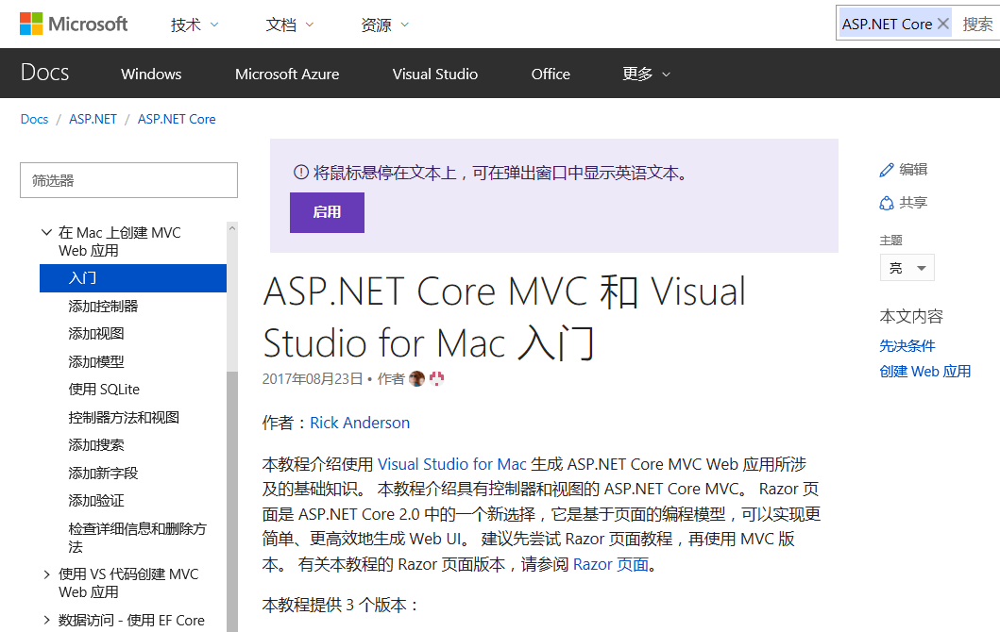 Microsoft
技术
文档
资源
ASP.NET Core
搜索
Docs
Windows
Microsoft Azure
Visual Studio
Office
更多
Docs / ASP.NET / ASP.NET Core
筛选器
在 Mac 上创建 MVC
Web 应用
入门
添加控制器
添加视图
添加模型
使用 SQLite
控制器方法和视图
添加搜索
添加新字段
添加验证
检查详细信息和删除方
法
使用 VS 代码创建 MVC
Web 应用
数据访问 - 使用 EF Core
将鼠标悬停在文本上，可在弹出窗口中显示英语文本。
启用
ASP.NET Core MVC 和 Visual
Studio for Mac 入门
2017年08月23日 • 作者
作者：Rick Anderson
本教程介绍使用 Visual Studio for Mac 生成 ASP.NET Core MVC Web 应用所涉
及的基础知识。 本教程介绍具有控制器和视图的 ASP.NET Core MVC。 Razor 页
面是 ASP.NET Core 2.0 中的一个新选择，它是基于页面的编程模型，可以实现更
简单、更高效地生成 Web UI。 建议先尝试 Razor 页面教程，再使用 MVC 版
本。 有关本教程的 Razor 页面版本，请参阅 Razor 页面。
本教程提供 3 个版本：
编辑
共享
主题
亮
本文内容
先决条件
创建 Web 应用